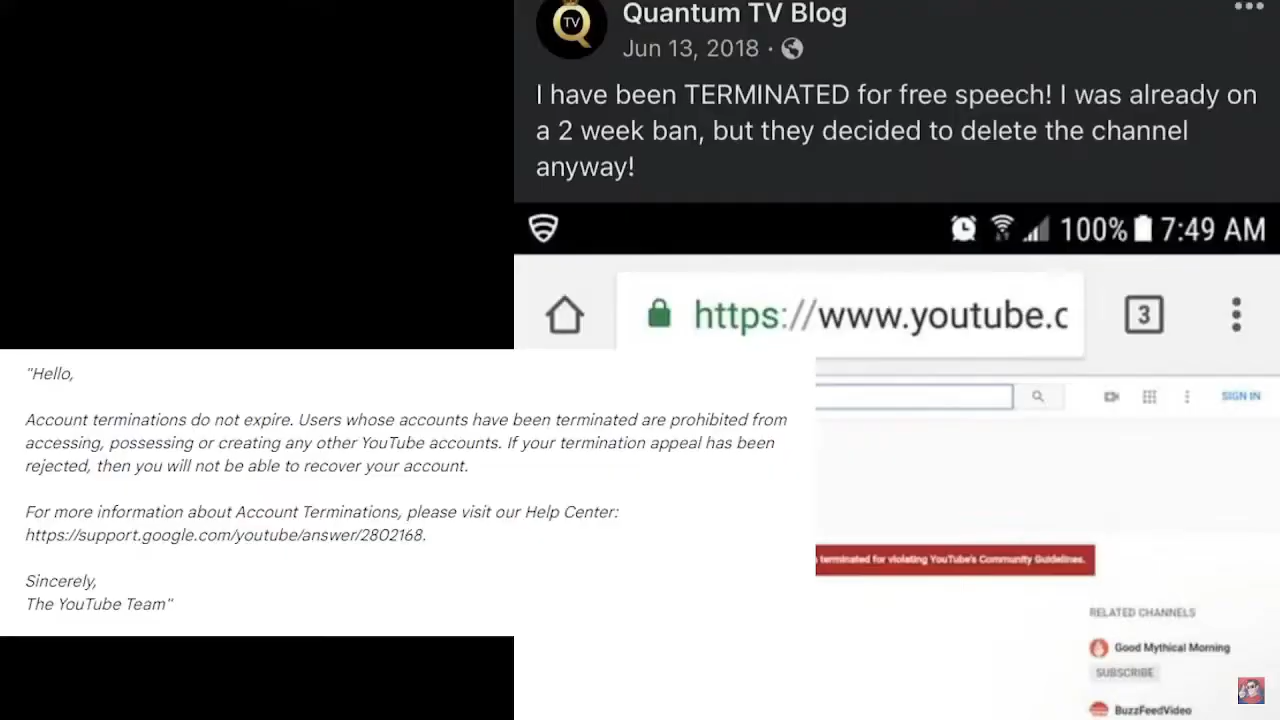 TV
Q
Quantum TV Blog
Jun 13, 2018 ·
I have been TERMINATED for free speech! I was already on
a 2 week ban, but they decided to delete the channel
anyway!
100% 7:49 AM
https://www.youtube.c
3
SIGN IN
"Hello,
Account terminations do not expire. Users whose accounts have been terminated are prohibited from
accessing, possessing or creating any other YouTube accounts. If your termination appeal has been
rejected, then you will not be able to recover your account.
For more information about Account Terminations, please visit our Help Center:
https://support.google.com/youtube/answer/2802168.
Sincerely,
The YouTube Team"
terminated for violating YouTube's Community Guidelines.
RELATED CHANNELS
Good Mythical Morning
SUBSCRIBE
BuzzFeedVideo